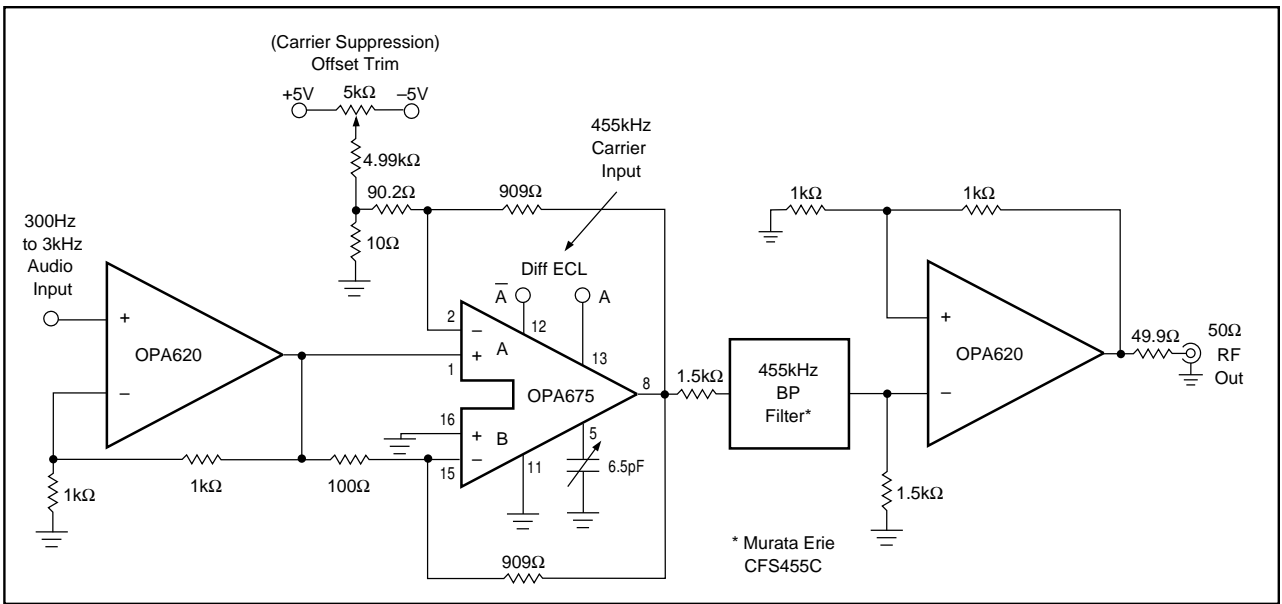 (Carrier Suppression)
Offset Trim
+5V
5kΩ
–5V
4.99kΩ
90.2Ω
10Ω
909Ω
455kHz
Carrier
Input
Diff ECL
A̅
A
12
13
300Hz
to 3kHz
Audio
Input
+
–
OPA620
1kΩ
1kΩ
100Ω
2
–
A
+
1
OPA675
16
+
B
–
15
11
5
6.5pF
8
909Ω
1.5kΩ
455kHz
BP
Filter*
1kΩ
1kΩ
+
–
OPA620
1.5kΩ
49.9Ω
50Ω
RF
Out
* Murata Erie
CFS455C